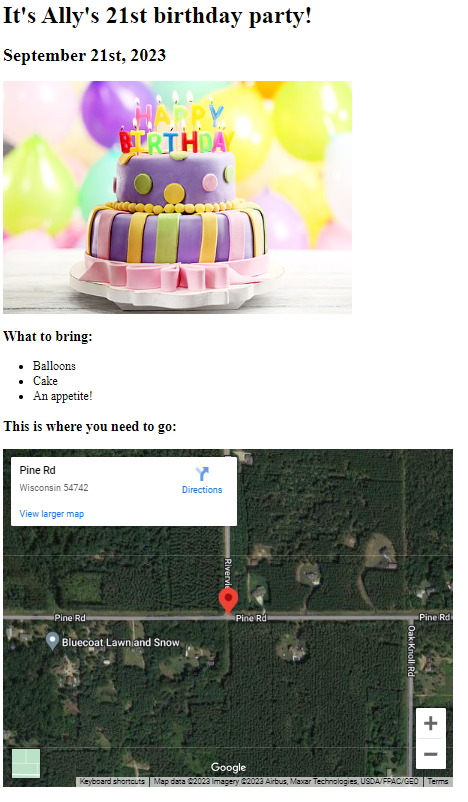 It's Ally's 21st birthday party!
September 21st, 2023
HAPPY
BIRTHDAY
What to bring:
Balloons
Cake
An appetite!
This is where you need to go:
Pine Rd
Wisconsin 54742
Directions
View larger map
Pine Rd
Pine Rd
Pine Rd
Bluecoat Lawn and Snow
Oak Knoll Rd
Google
Keyboard shortcuts
Map data ©2023 Imagery ©2023 Airbus, Maxar Technologies, USDA/FPAC/GEO
Terms